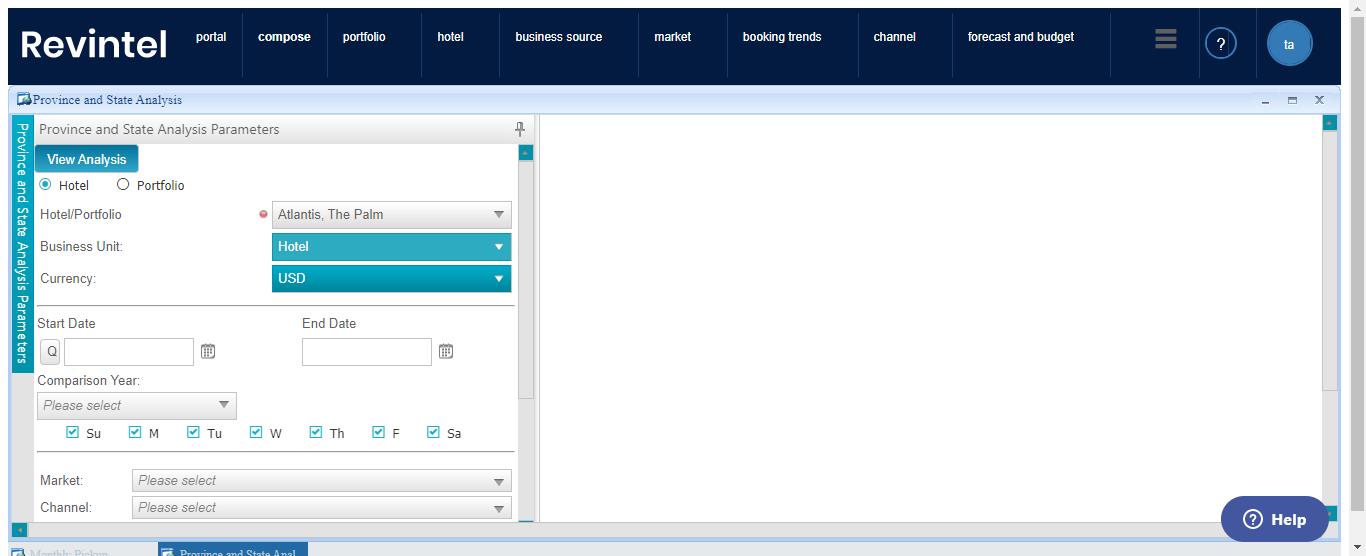 Revintel portal compose portfolio hotel business source market booking trends channel forecast and budget ? ta
Province and State Analysis
Province and State Analysis Parameters
Province and State Analysis Parameters
View Analysis
Hotel Portfolio
Hotel/Portfolio Atlantis, The Palm
Business Unit: Hotel
Currency: USD
Start Date End Date
Q
Comparison Year:
Please select
Su M Tu W Th F Sa
Market: Please select
Channel: Please select
? Help
Monthly Pickup Province and State Anal